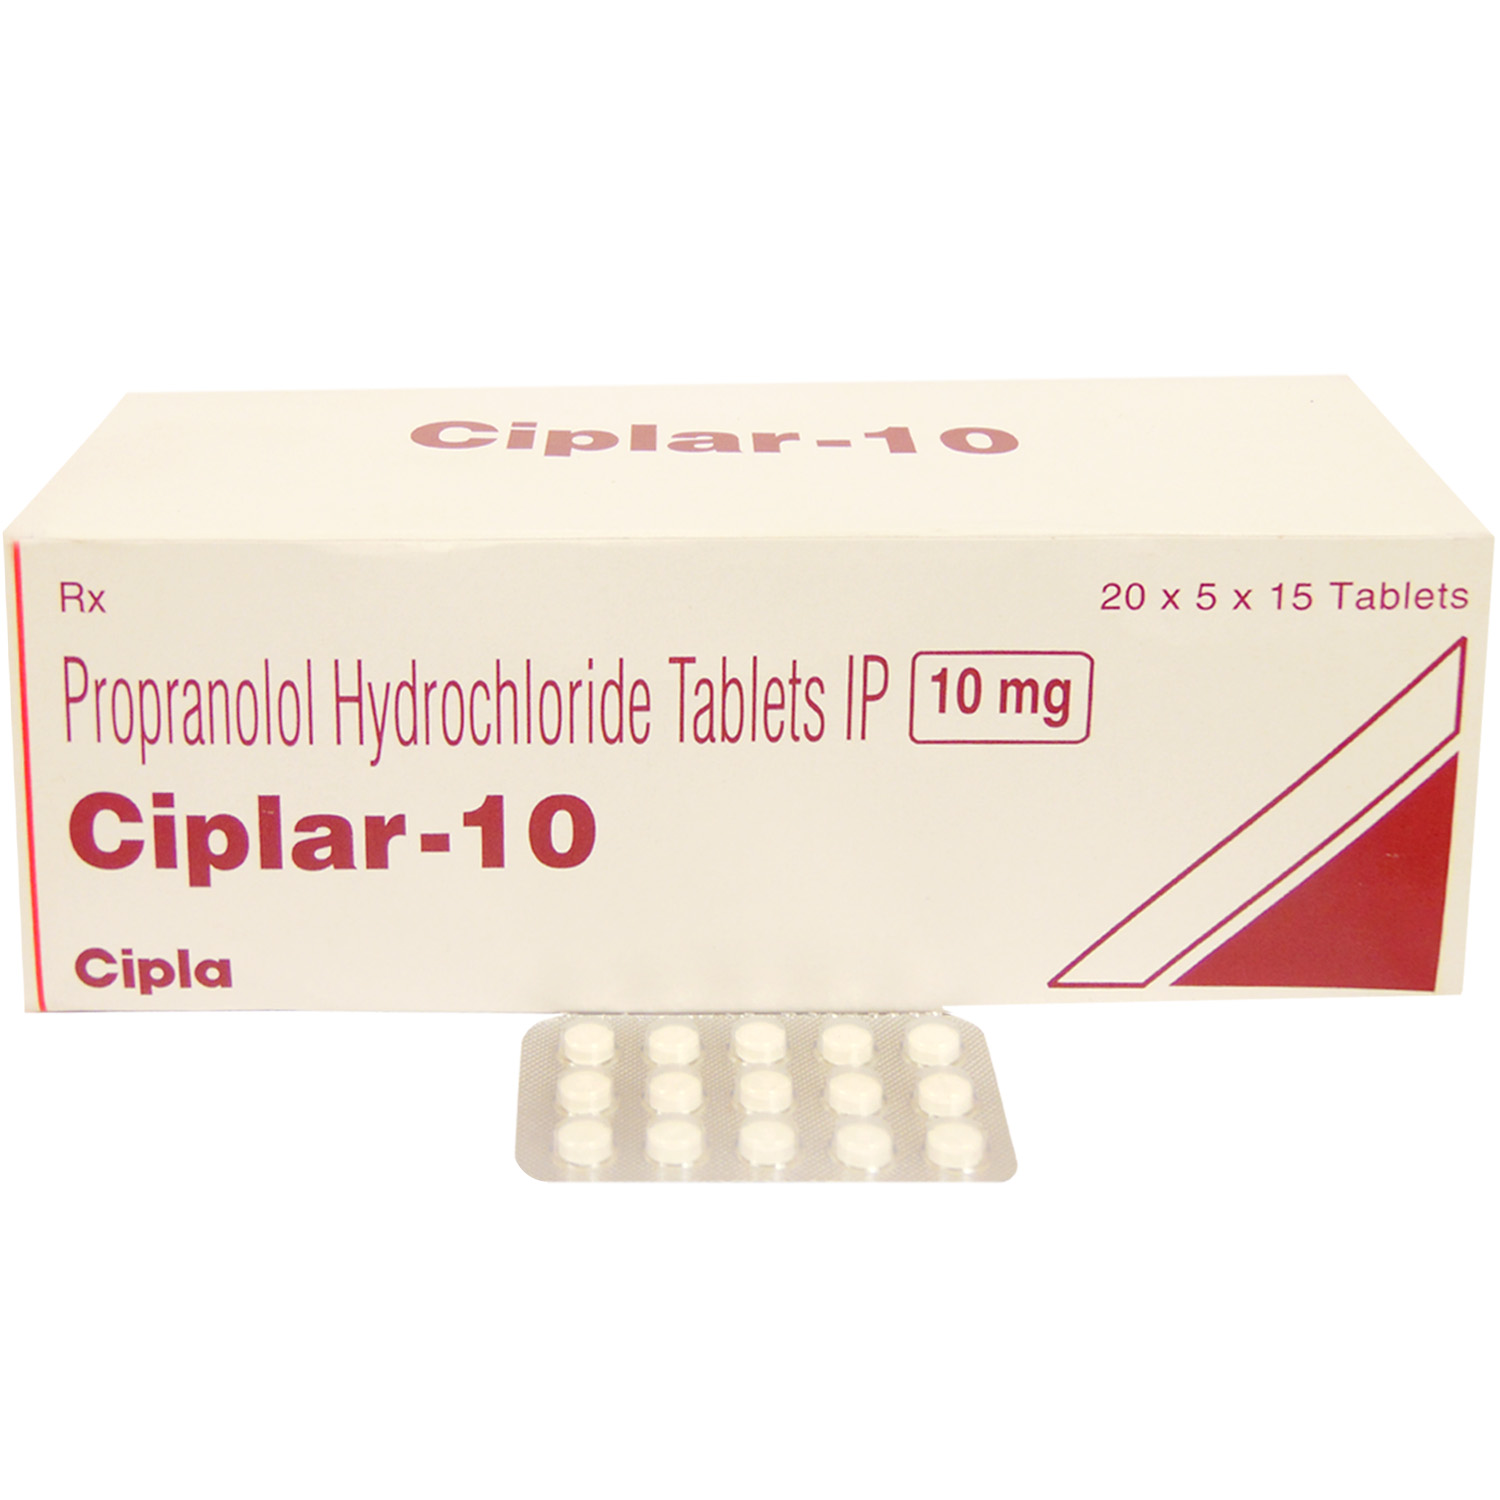 Ciplar-10
Rx
20 x 5 x 15 Tablets
Propranolol Hydrochloride Tablets IP 10 mg
Ciplar-10
Cipla